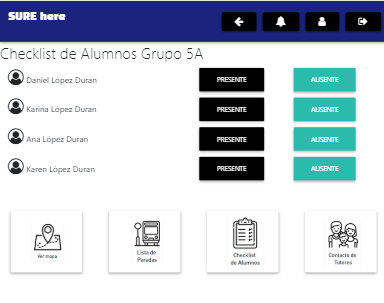 SURE here
Checklist de Alumnos Grupo 5A
Daniel López Duran PRESENTE AUSENTE
Karina López Duran PRESENTE AUSENTE
Ana López Duran PRESENTE AUSENTE
Karen López Duran PRESENTE AUSENTE
Ver mapa
Lista de
Paradas
Checklist
de Alumnos
Contacto de
Tutores